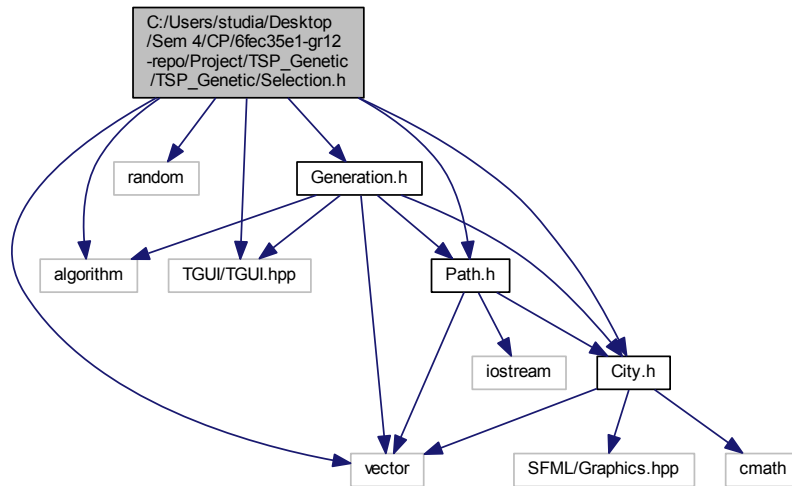 C:/Users/studia/Desktop
/Sem 4/CP/6fec35e1-gr12
-repo/Project/TSP_Genetic
/TSP_Genetic/Selection.h
random
Generation.h
algorithm
TGUI/TGUI.hpp
Path.h
iostream
City.h
vector
SFML/Graphics.hpp
cmath